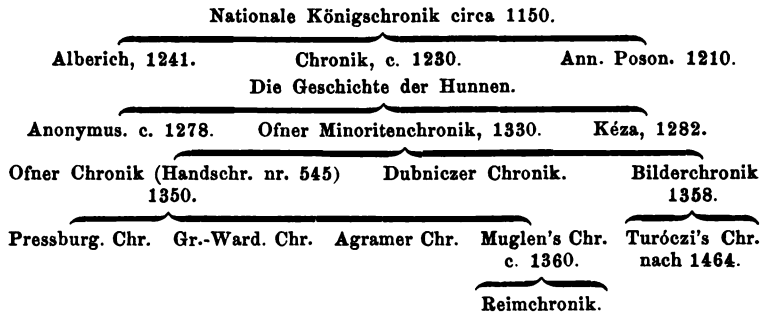 Nationale Königschronik circa 1150.
Alberich, 1241. Chronik, c. 1230. Ann. Poson. 1210.
Die Geschichte der Hunnen.
Anonymus. c. 1278. Ofner Minoritenchronik, 1330. Kéza, 1282.
Ofner Chronik (Handschr. nr. 545) Dubniczer Chronik. Bilderchronik
1350. 1358.
Pressburg. Chr. Gr.-Ward. Chr. Agramer Chr. Muglen's Chr. Turóczi's Chr.
c. 1360. nach 1464.
Reimchronik.